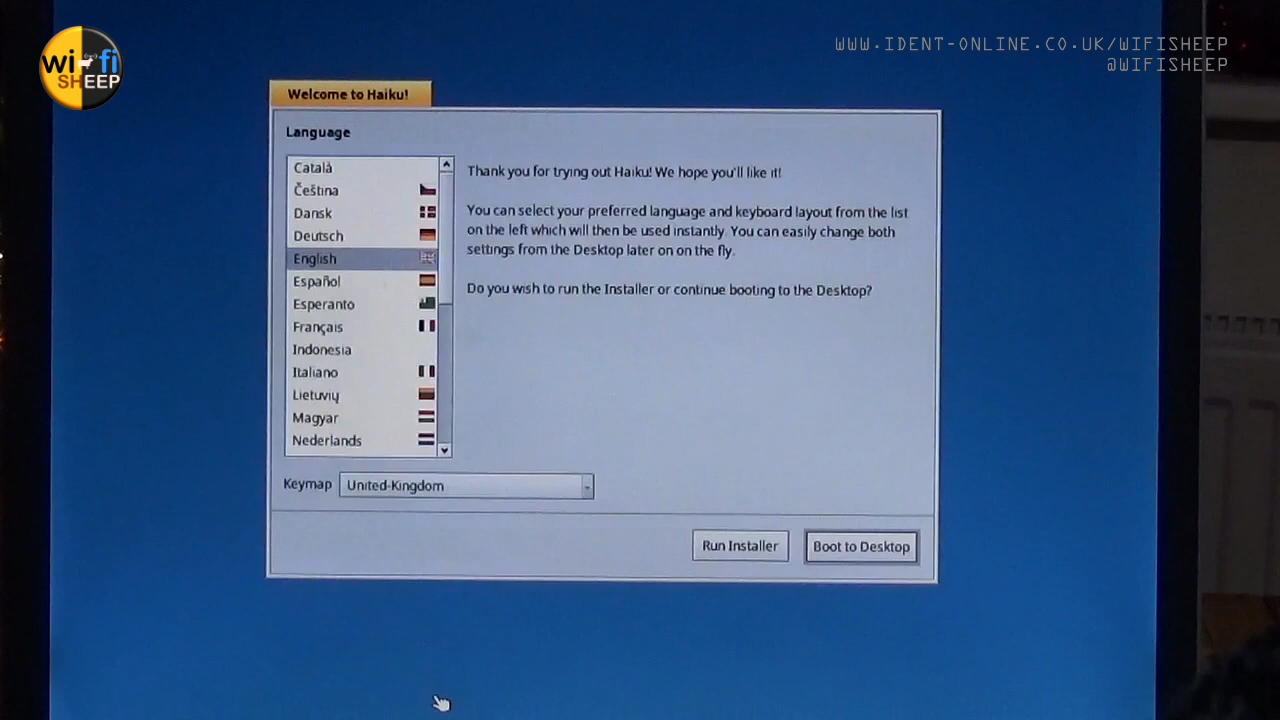 wi-fi
SHEEP
WWW.IDENT-ONLINE.CO.UK/WIFISHEEP
@WIFISHEEP
Welcome to Haiku!
Language
Català
Čeština
Dansk
Deutsch
English
Español
Esperanto
Français
Indonesia
Italiano
Lietuvių
Magyar
Nederlands
Thank you for trying out Haiku! We hope you'll like it!
You can select your preferred language and keyboard layout from the list
on the left which will then be used instantly. You can easily change both
settings from the Desktop later on on the fly.
Do you wish to run the Installer or continue booting to the Desktop?
Keymap United-Kingdom
Run Installer Boot to Desktop